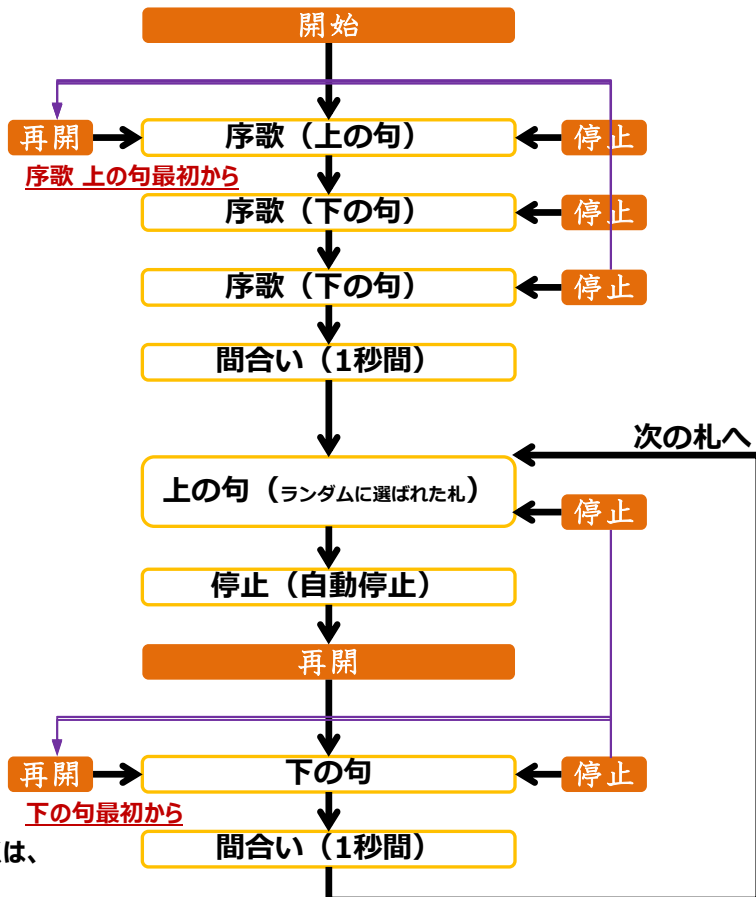 開始
再開
序歌（上の句）
停止
序歌 上の句最初から
序歌（下の句）
停止
序歌（下の句）
停止
間合い（1秒間）
次の札へ
上の句（ランダムに選ばれた札）
停止
停止（自動停止）
再開
再開
下の句
停止
下の句最初から
間合い（1秒間）
は、